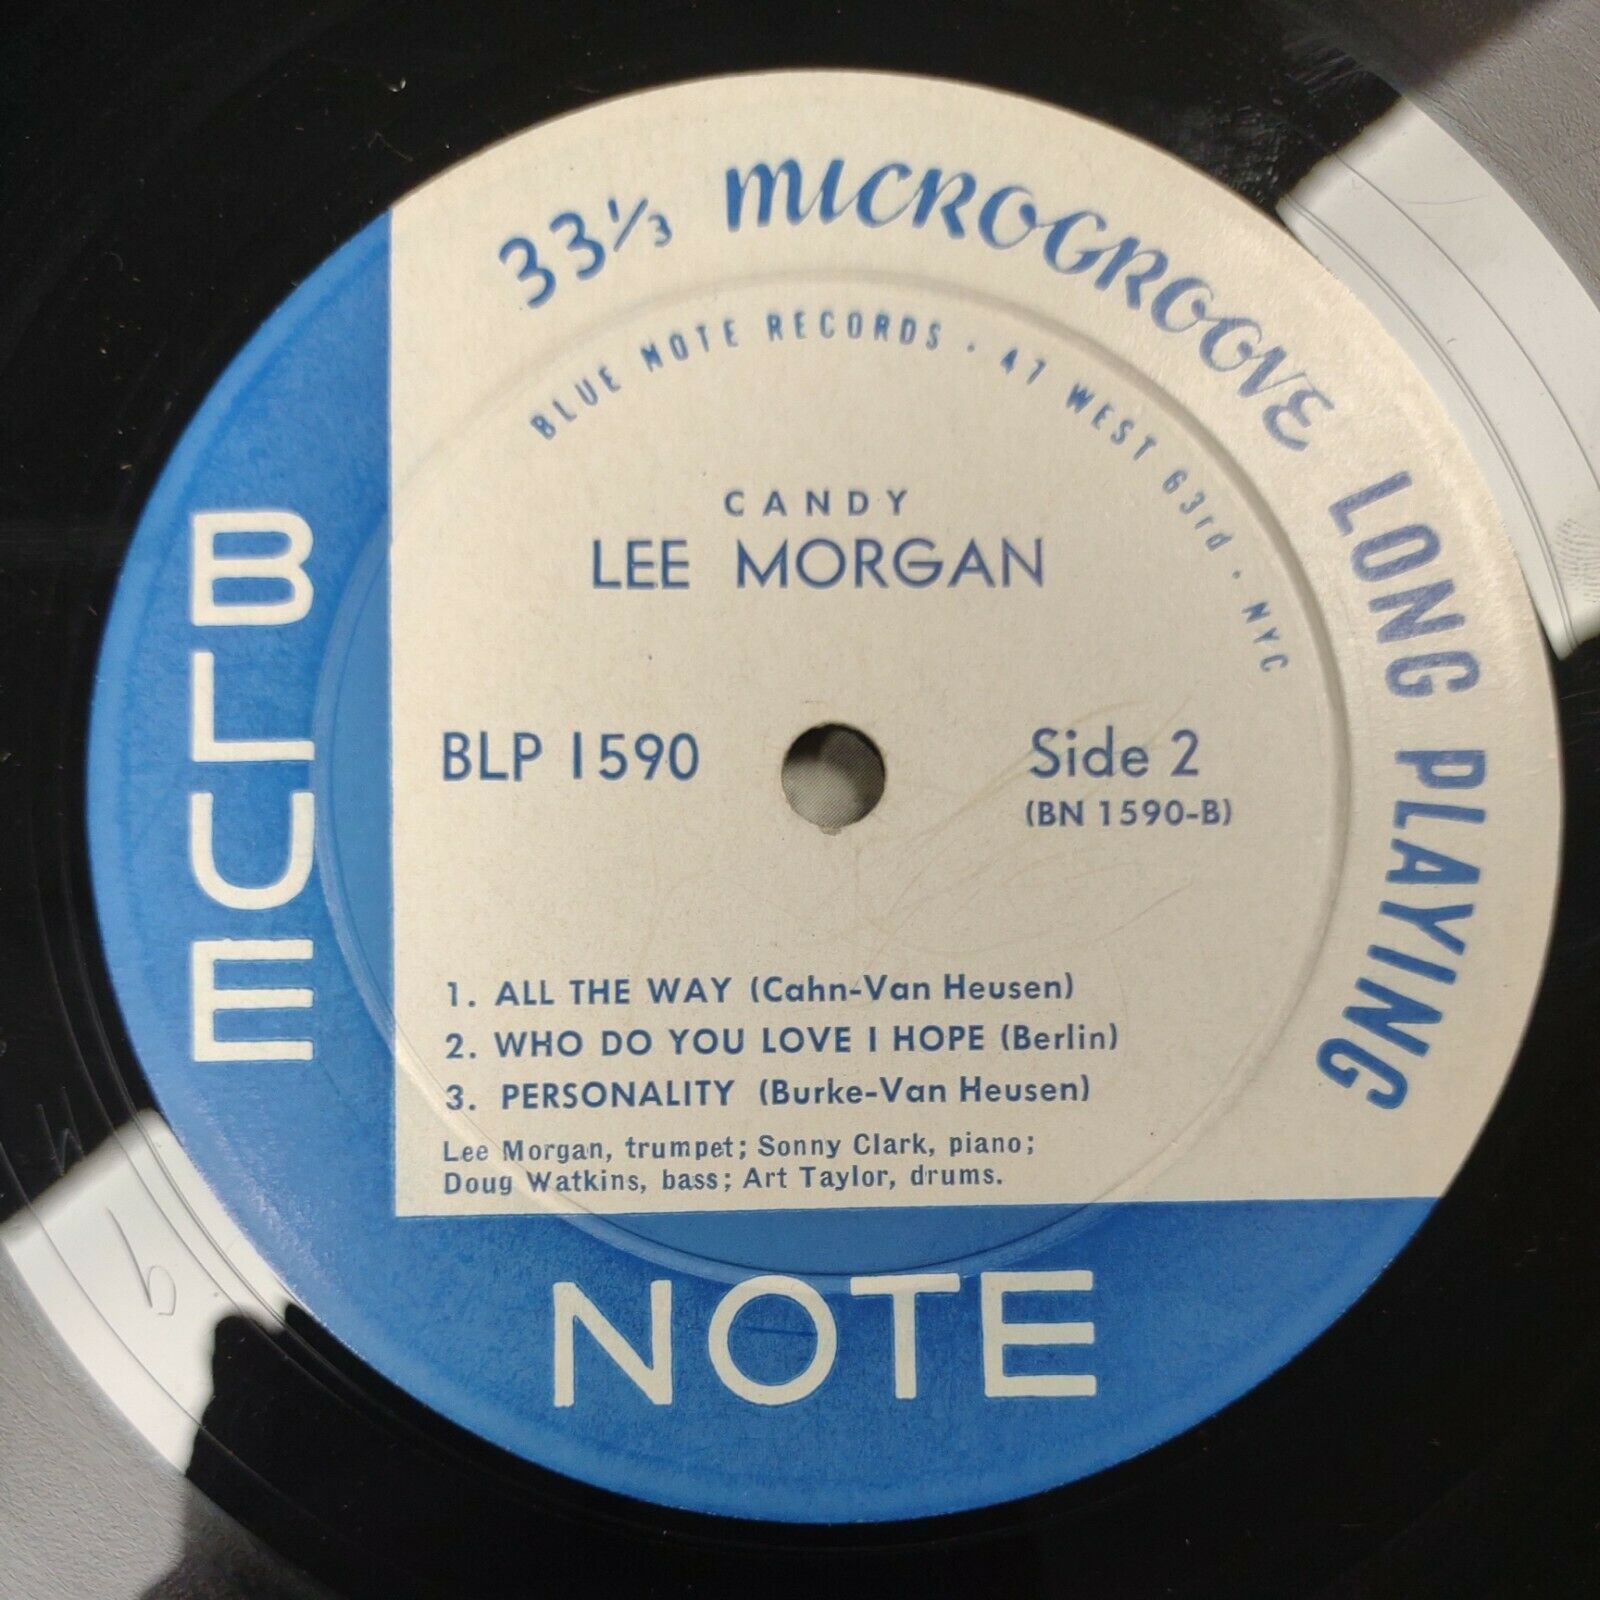 33⅓ MICROGROOVE LONG PLAYING
BLUE NOTE RECORDS · 47 WEST 63rd · NYC
CANDY
LEE MORGAN
BLP 1590
Side 2
(BN 1590-B)
1. ALL THE WAY (Cahn-Van Heusen)
2. WHO DO YOU LOVE I HOPE (Berlin)
3. PERSONALITY (Burke-Van Heusen)
Lee Morgan, trumpet; Sonny Clark, piano;
Doug Watkins, bass; Art Taylor, drums.
BLUE
NOTE